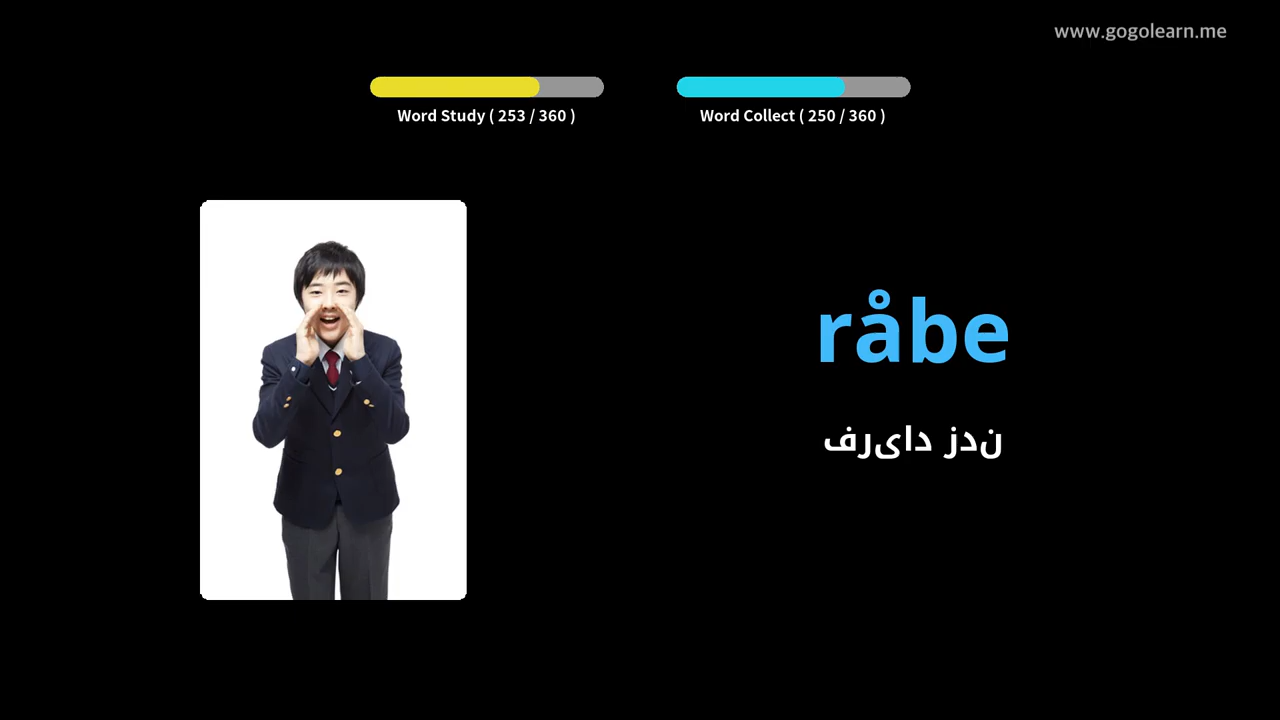 www.gogolearn.me
Word Study ( 253 / 360 )
Word Collect ( 250 / 360 )
råbe
فریاد زدن